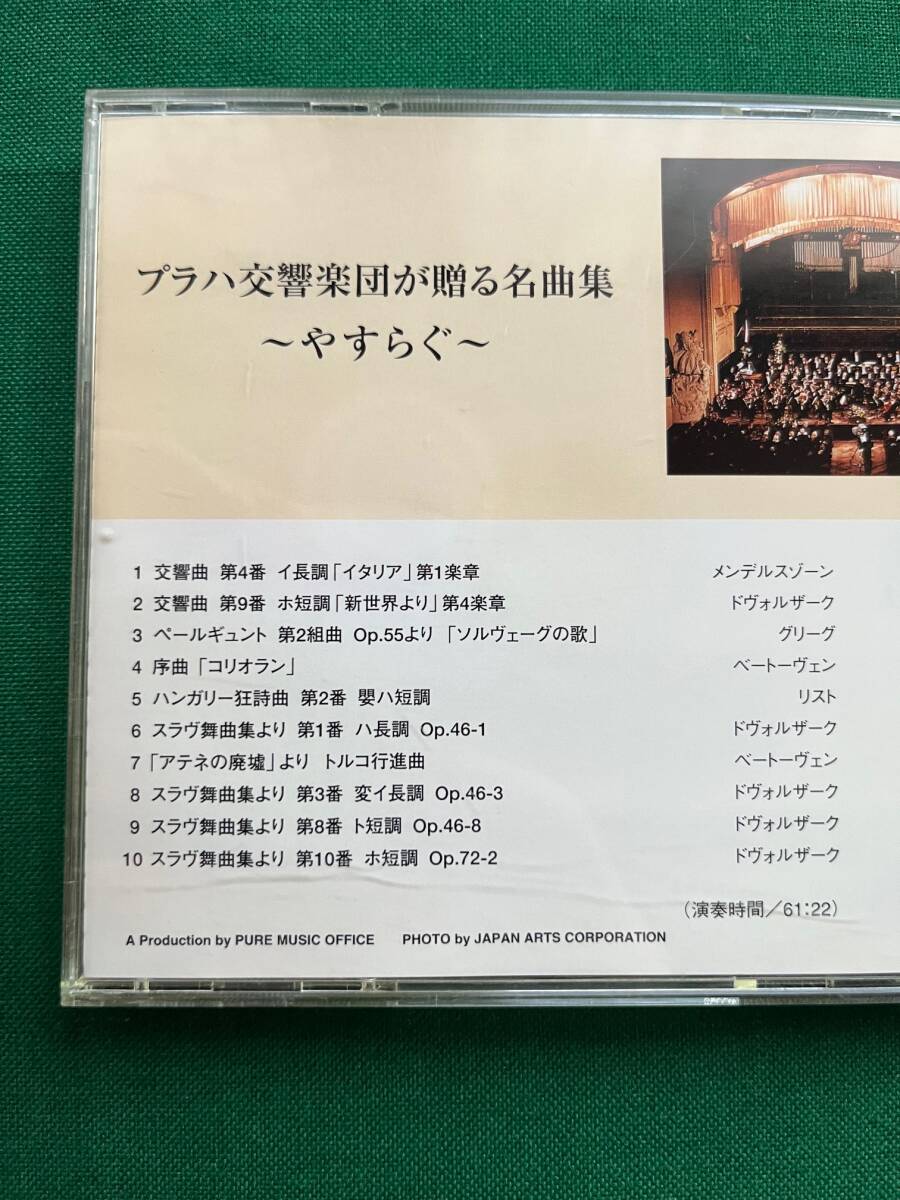 プラハ交響楽団が贈る名曲集
～やすらぐ～
1 交響曲 第4番 イ長調「イタリア」第1楽章 メンデルスゾーン
2 交響曲 第9番 ホ短調「新世界より」第4楽章 ドヴォルザーク
3 ペールギュント 第2組曲 Op.55より 「ソルヴェーグの歌」 グリーグ
4 序曲「コリオラン」 ベートーヴェン
5 ハンガリー狂詩曲 第2番 嬰ハ短調 リスト
6 スラヴ舞曲集より 第1番 ハ長調 Op.46-1 ドヴォルザーク
7 「アテネの廃墟」より トルコ行進曲 ベートーヴェン
8 スラヴ舞曲集より 第3番 変イ長調 Op.46-3 ドヴォルザーク
9 スラヴ舞曲集より 第8番 ト短調 Op.46-8 ドヴォルザーク
10 スラヴ舞曲集より 第10番 ホ短調 Op.72-2 ドヴォルザーク
（演奏時間／61:22）
A Production by PURE MUSIC OFFICE PHOTO by JAPAN ARTS CORPORATION